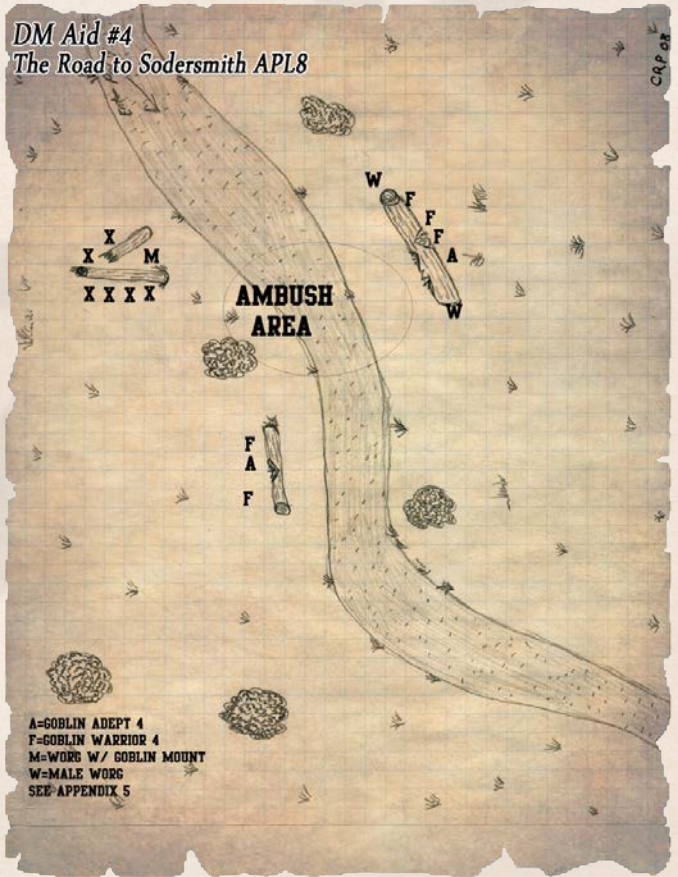 DM Aid #4
The Road to Sodersmith APL8
CRP 08
W
F
F
F
A
W
X
X M
X X X X
AMBUSH
AREA
F
A
F
A=GOBLIN ADEPT 4
F=GOBLIN WARRIOR 4
M=WORG W/ GOBLIN MOUNT
W=MALE WORG
SEE APPENDIX 5